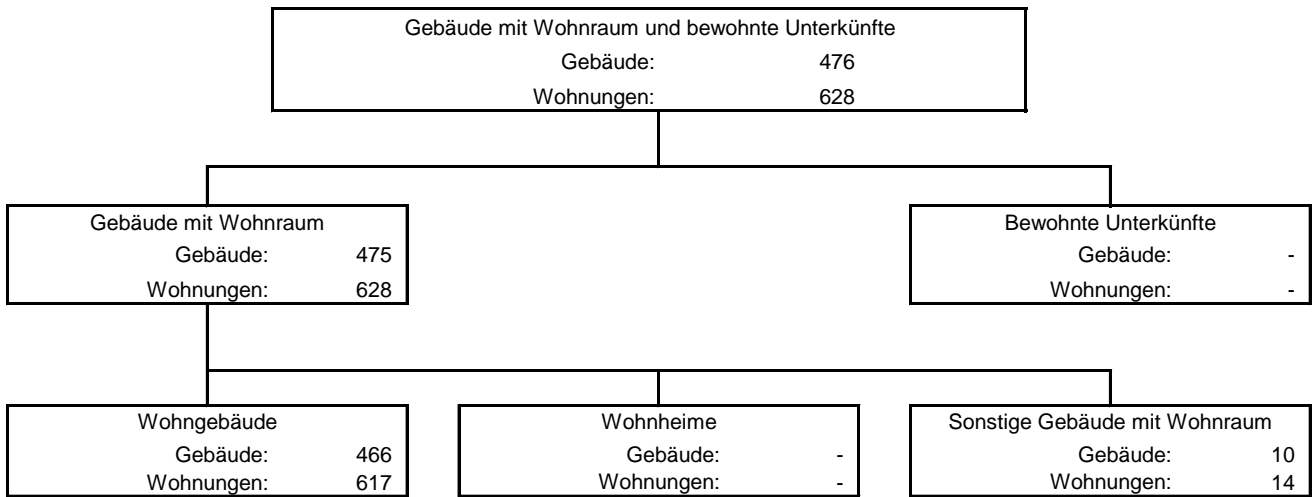 Gebäude mit Wohnraum und bewohnte Unterkünfte
Gebäude: 476
Wohnungen: 628
Gebäude mit Wohnraum
Gebäude: 475
Wohnungen: 628
Bewohnte Unterkünfte
Gebäude: -
Wohnungen: -
Wohngebäude
Gebäude: 466
Wohnungen: 617
Wohnheime
Gebäude: -
Wohnungen: -
Sonstige Gebäude mit Wohnraum
Gebäude: 10
Wohnungen: 14